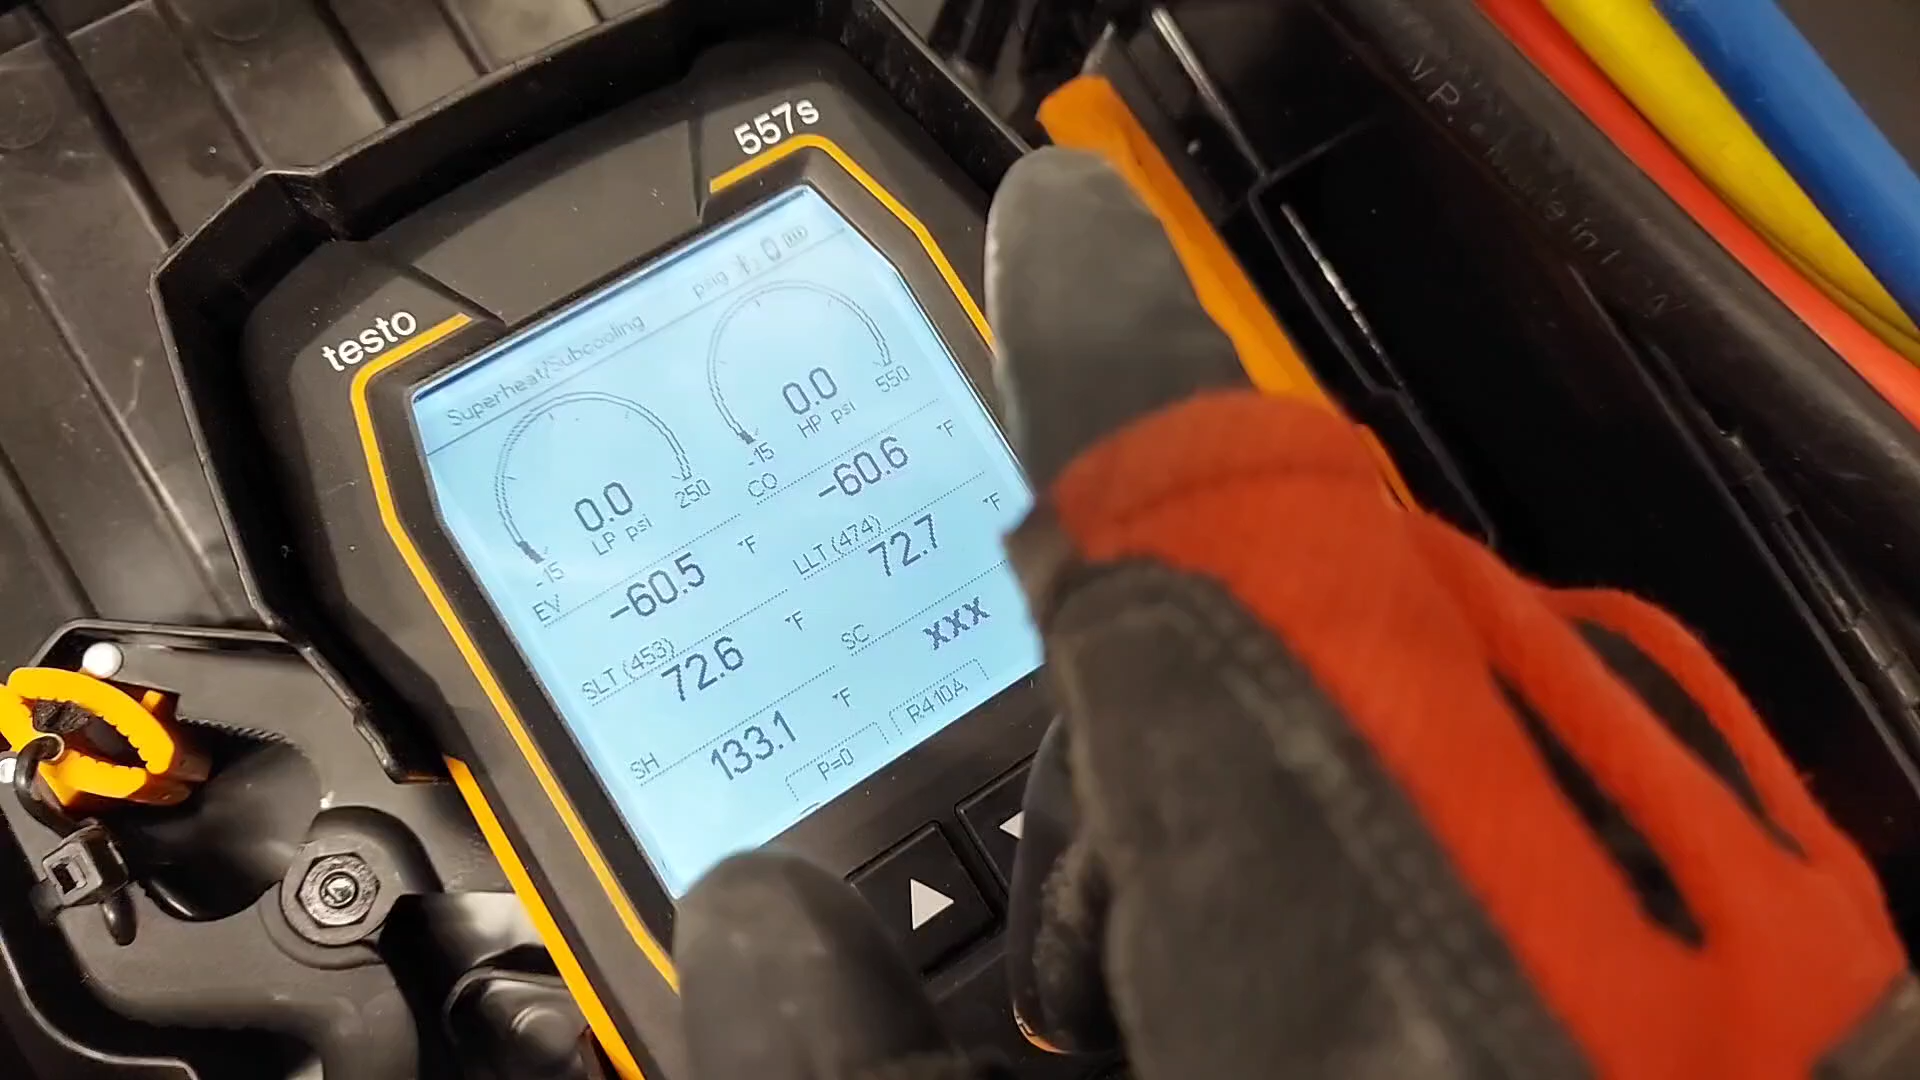 testo
557s
Superheat/Subcooling
psig
0.0
LP psi
-15
250
0.0
HP psi
-15
550
EV
-60.5
°F
CO
-60.6
°F
SLT (453)
72.6
°F
LLT (474)
72.7
°F
SH
133.1
°F
SC
xxx
P=0
R410A
Made in